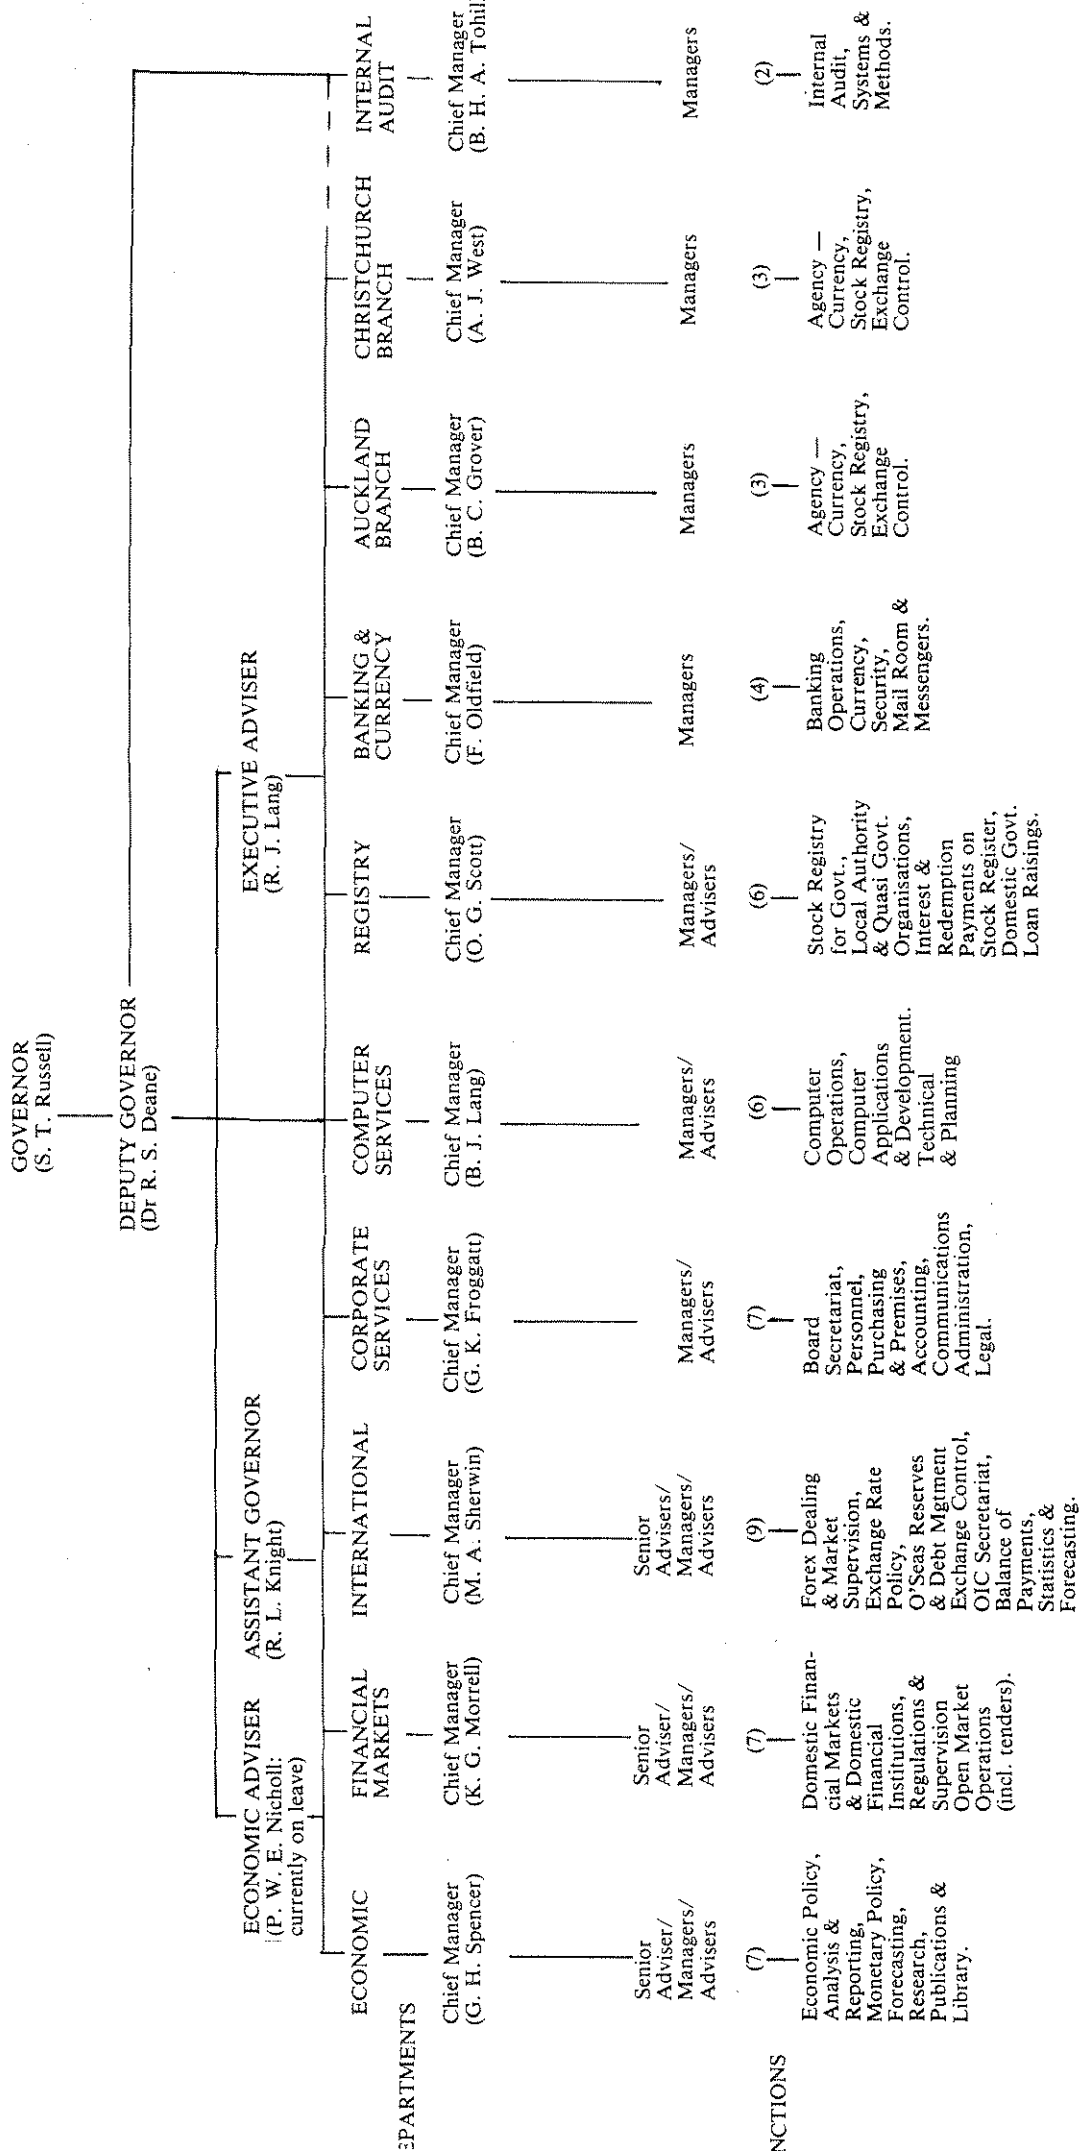 GOVERNOR
(S. T. Russell)
DEPUTY GOVERNOR
(Dr R. S. Deane)
ECONOMIC ADVISER
(P. W. E. Nicholl:
currently on leave)
ASSISTANT GOVERNOR
(R. L. Knight)
EXECUTIVE ADVISER
(R. J. Lang)
EPARTMENTS
ECONOMIC
Chief Manager
(G. H. Spencer)
Senior
Adviser/
Managers/
Advisers
FINANCIAL
MARKETS
Chief Manager
(K. G. Morrell)
Senior
Adviser/
Managers/
Advisers
INTERNATIONAL
Chief Manager
(M. A. Sherwin)
Senior
Advisers/
Managers/
Advisers
CORPORATE
SERVICES
Chief Manager
(G. K. Froggatt)
Managers/
Advisers
COMPUTER
SERVICES
Chief Manager
(B. J. Lang)
Managers/
Advisers
REGISTRY
Chief Manager
(O. G. Scott)
Managers/
Advisers
BANKING &
CURRENCY
Chief Manager
(F. Oldfield)
Managers
AUCKLAND
BRANCH
Chief Manager
(B. C. Grover)
Managers
CHRISTCHURCH
BRANCH
Chief Manager
(A. J. West)
Managers
INTERNAL
AUDIT
Chief Manager
(B. H. A. Tohill
Managers
NCTIONS
(7)
Economic Policy,
Analysis &
Reporting,
Monetary Policy,
Forecasting,
Research,
Publications &
Library.
(7)
Domestic Finan-
cial Markets
& Domestic
Financial
Institutions,
Regulations &
Supervision
Open Market
Operations
(incl. tenders).
(9)
Forex Dealing
& Market
Supervision,
Exchange Rate
Policy,
O'Seas Reserves
& Debt Mgtment
Exchange Control,
OIC Secretariat,
Balance of
Payments,
Statistics &
Forecasting.
(7)
Board
Secretariat,
Personnel,
Purchasing
& Premises,
Accounting,
Communications
Administration,
Legal.
(6)
Computer
Operations,
Computer
Applications
& Development.
Technical
& Planning
(6)
Stock Registry
for Govt.,
Local Authority
& Quasi Govt.
Organisations,
Interest &
Redemption
Payments on
Stock Register,
Domestic Govt.
Loan Raisings.
(4)
Banking
Operations,
Currency,
Security,
Mail Room &
Messengers.
(3)
Agency —
Currency,
Stock Registry,
Exchange
Control.
(3)
Agency —
Currency,
Stock Registry,
Exchange
Control.
(2)
Internal
Audit,
Systems &
Methods.